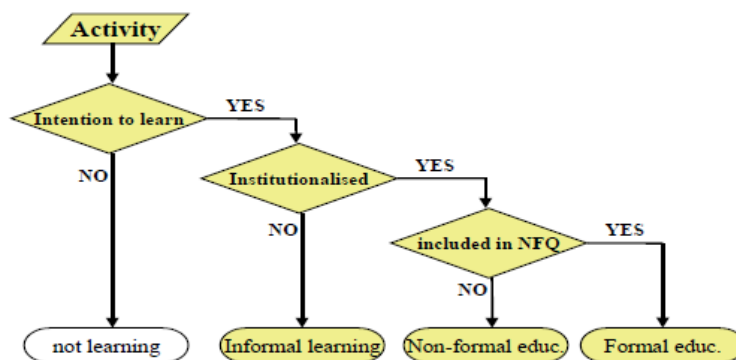 Activity
Intention to learn
YES
NO
Institutionalised
YES
NO
included in NFQ
YES
NO
not learning
Informal learning
Non-formal educ.
Formal educ.